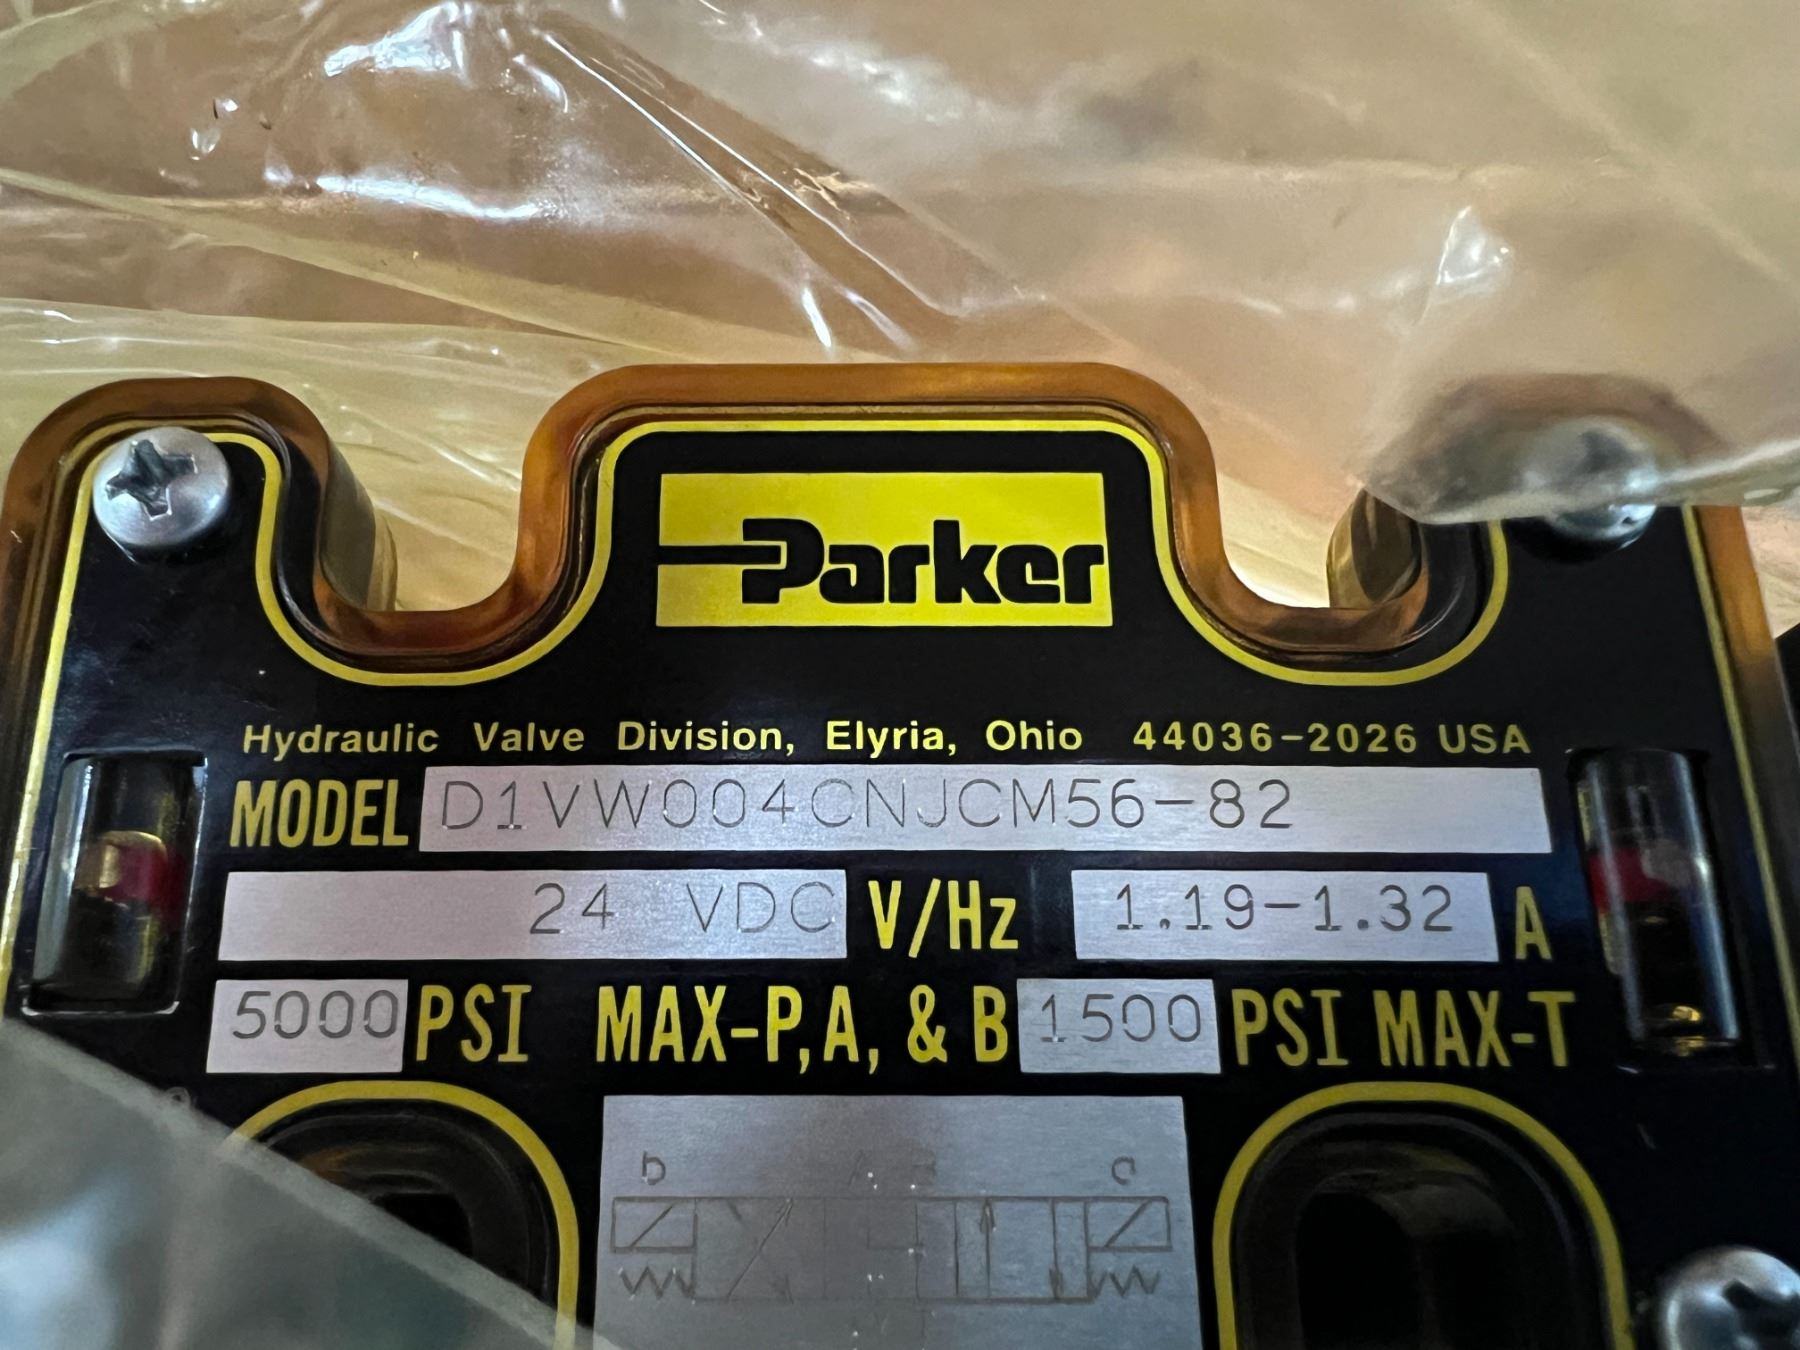 Parker
Hydraulic Valve Division, Elyria, Ohio 44036-2026 USA
MODEL D1VW004CNJCM56-82
24 VDC V/Hz 1.19-1.32 A
5000 PSI MAX-P,A, & B 1500 PSI MAX-T
b A B a